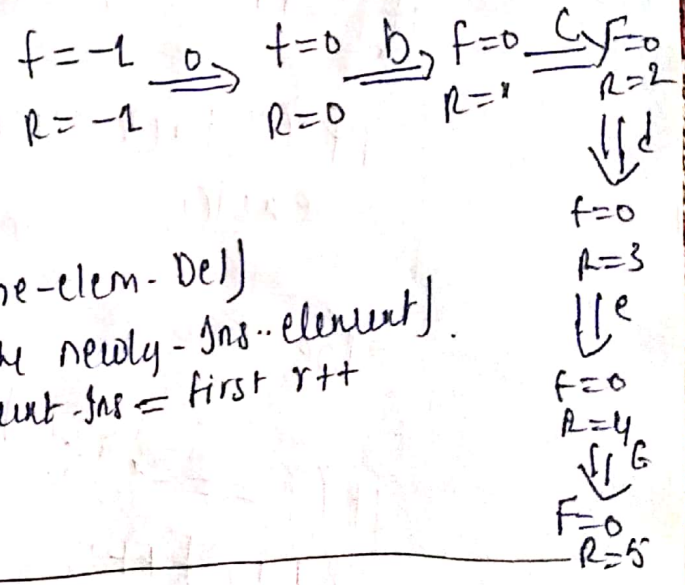 f=-1 a f=0 b f=0 c F=0
R=-1 R=0 R=1 R=2
d
f=0
R=3
e
f=0
R=4
G
F=0
R=5
ne-elem-Del]
newly-Ins..element].
Ins = first r++